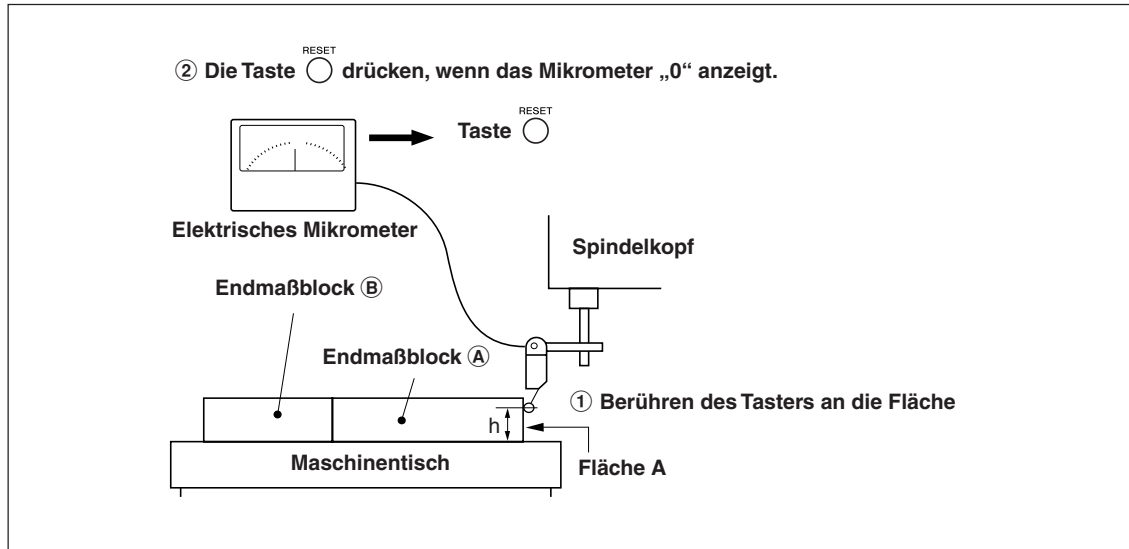 RESET
② Die Taste ◯ drücken, wenn das Mikrometer „0“ anzeigt.
RESET
Taste ◯
Elektrisches Mikrometer
Spindelkopf
Endmaßblock Ⓑ
Endmaßblock Ⓐ
① Berühren des Tasters an die Fläche
h
Maschinentisch
Fläche A